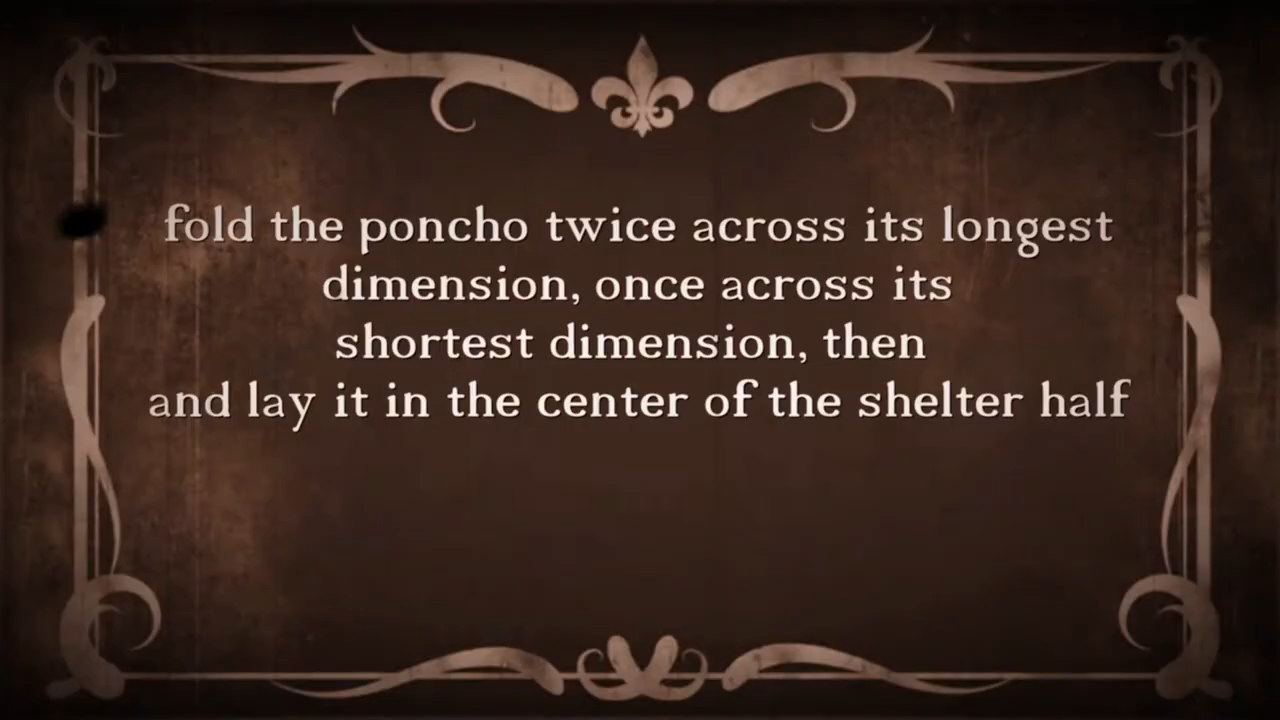 fold the poncho twice across its longest
dimension, once across its
shortest dimension, then
and lay it in the center of the shelter half